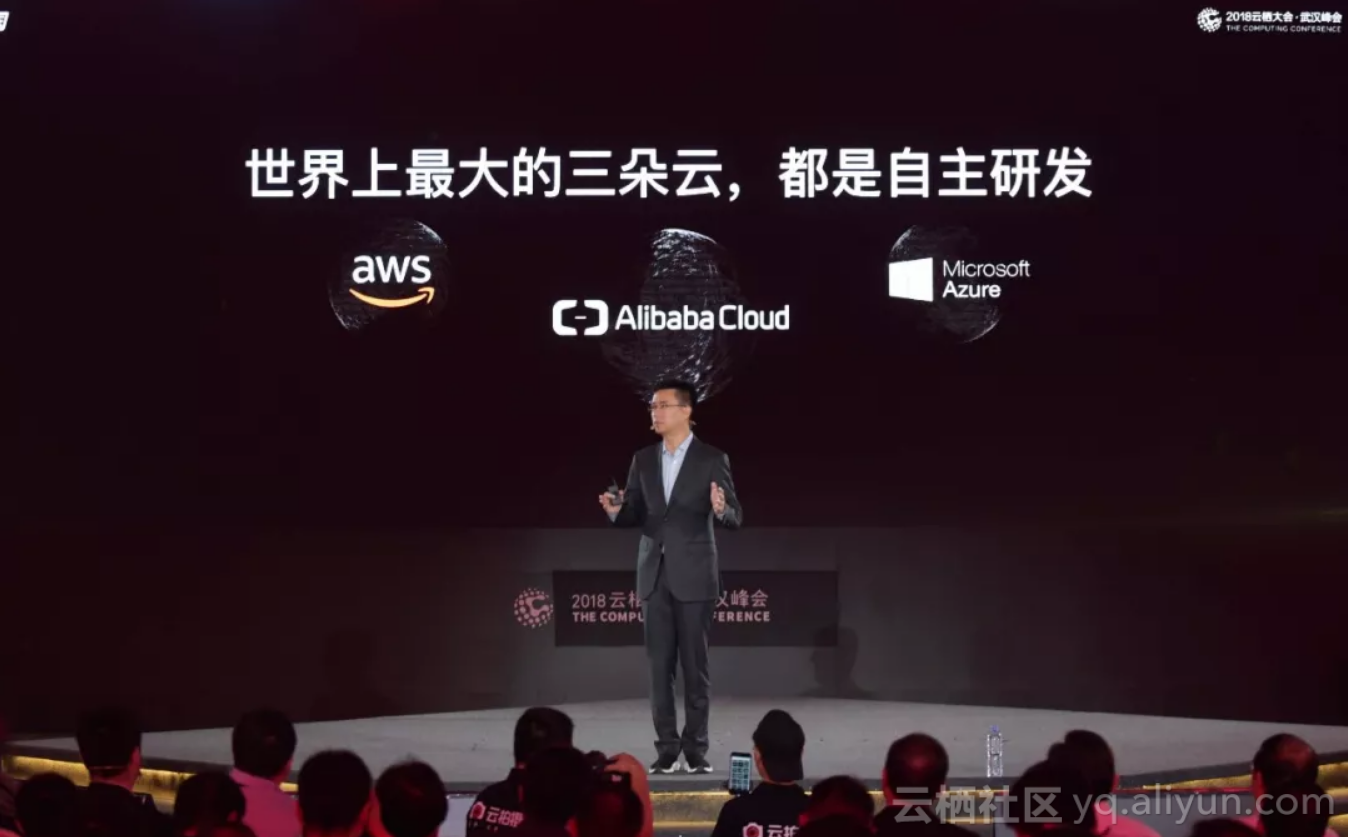 2018云栖大会·武汉峰会
THE COMPUTING CONFERENCE
世界上最大的三朵云，都是自主研发
aws
Alibaba Cloud
Microsoft
Azure
2018云栖 汉峰会
THE COMPU FERENCE
云拍
云栖社区 yq.aliyun.com